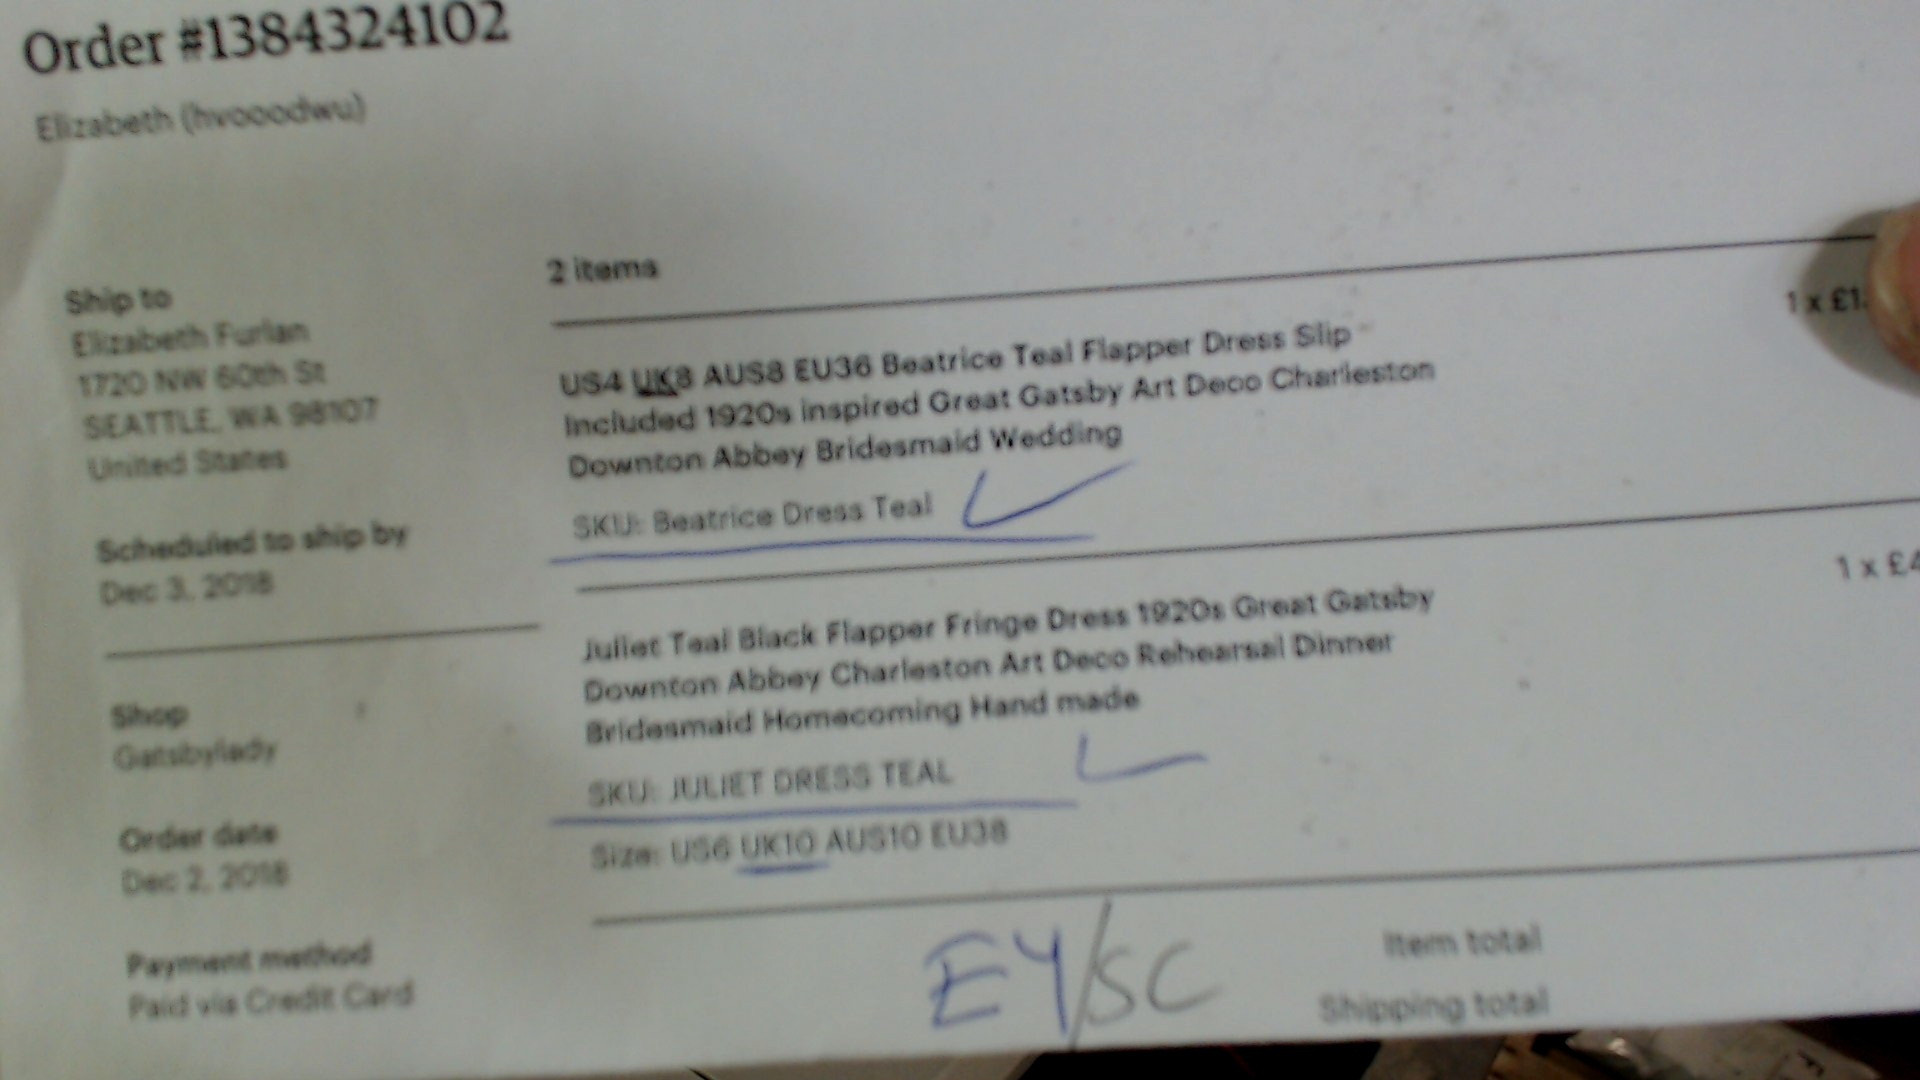 Order #1384324102
Elizabeth (hvooodwu)
Ship to
Elizabeth Furlan
1720 NW 60th St
SEATTLE, WA 98107
United States
Scheduled to ship by
Dec 3, 2018
Shop
Gatsbylady
Order date
Dec 2, 2018
Payment method
Paid via Credit Card
2 items
US4 UK8 AUS8 EU36 Beatrice Teal Flapper Dress Slip
Included 1920s inspired Great Gatsby Art Deco Charleston
Downton Abbey Bridesmaid Wedding
SKU: Beatrice Dress Teal
1 x £1
Juliet Teal Black Flapper Fringe Dress 1920s Great Gatsby
Downton Abbey Charleston Art Deco Rehearsal Dinner
Bridesmaid Homecoming Hand made
SKU: JULIET DRESS TEAL
Size: US6 UK10 AUS10 EU38
1 x £4
EY/SC
Item total
Shipping total